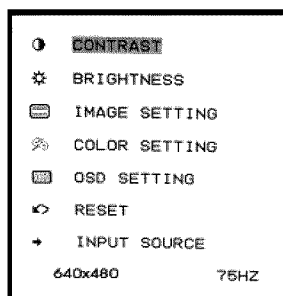 CONTRAST
BRIGHTNESS
IMAGE SETTING
COLOR SETTING
OSD SETTING
RESET
INPUT SOURCE
640x480 75HZ